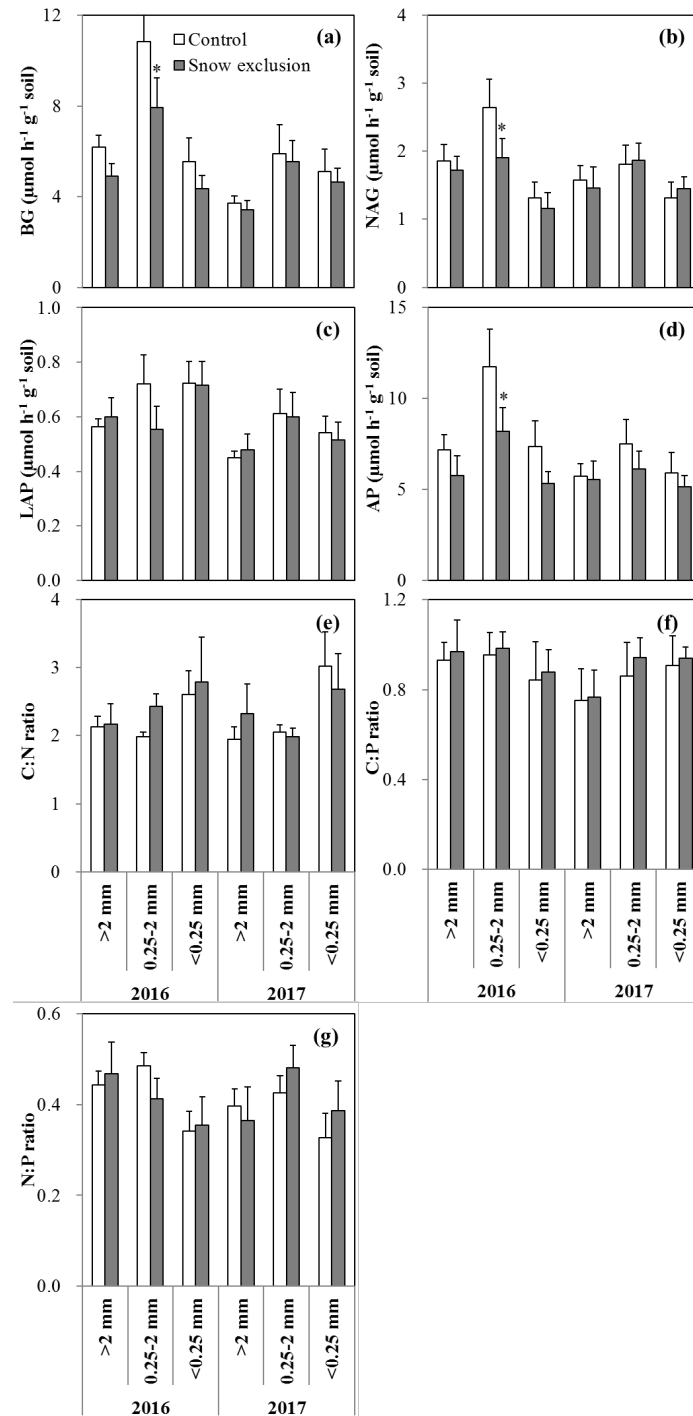 12
8
4
0
BG (μmol h⁻¹ g⁻¹ soil)
(a)
Control
Snow exclusion
*
4
3
2
1
0
NAG (μmol h⁻¹ g⁻¹ soil)
(b)
*
1.0
0.8
0.6
0.4
0.2
0.0
LAP (μmol h⁻¹ g⁻¹ soil)
(c)
15
10
5
0
AP (μmol h⁻¹ g⁻¹ soil)
(d)
*
4
3
2
1
0
C:N ratio
(e)
>2 mm
0.25-2 mm
<0.25 mm
>2 mm
0.25-2 mm
<0.25 mm
2016
2017
1.2
0.8
0.4
0.0
C:P ratio
(f)
>2 mm
0.25-2 mm
<0.25 mm
>2 mm
0.25-2 mm
<0.25 mm
2016
2017
0.6
0.4
0.2
0.0
N:P ratio
(g)
>2 mm
0.25-2 mm
<0.25 mm
>2 mm
0.25-2 mm
<0.25 mm
2016
2017